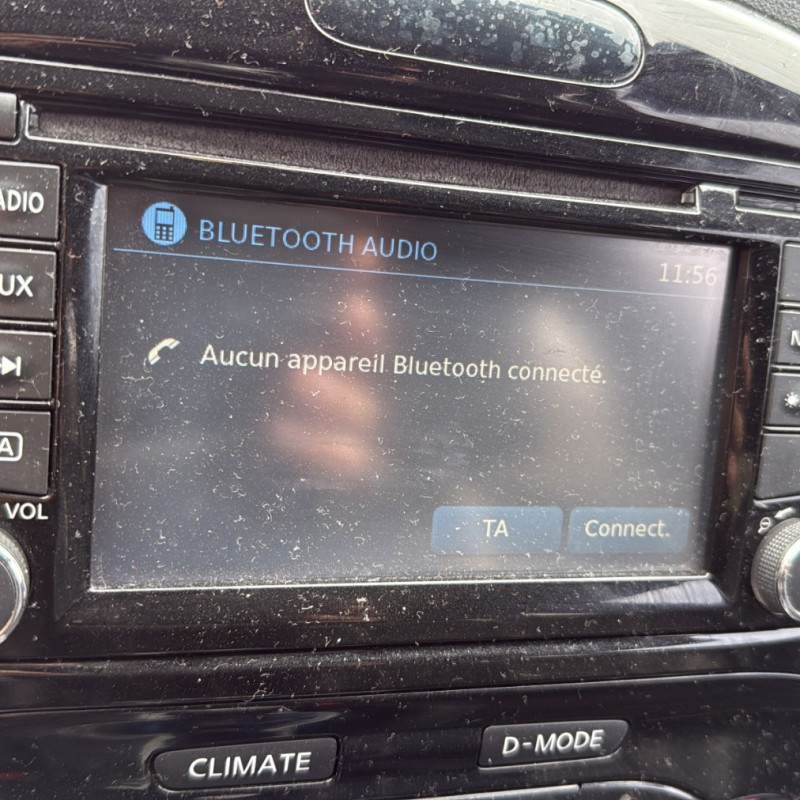 BLUETOOTH AUDIO
11:56
Aucun appareil Bluetooth connecté.
TA Connect.
VOL
CLIMATE D-MODE